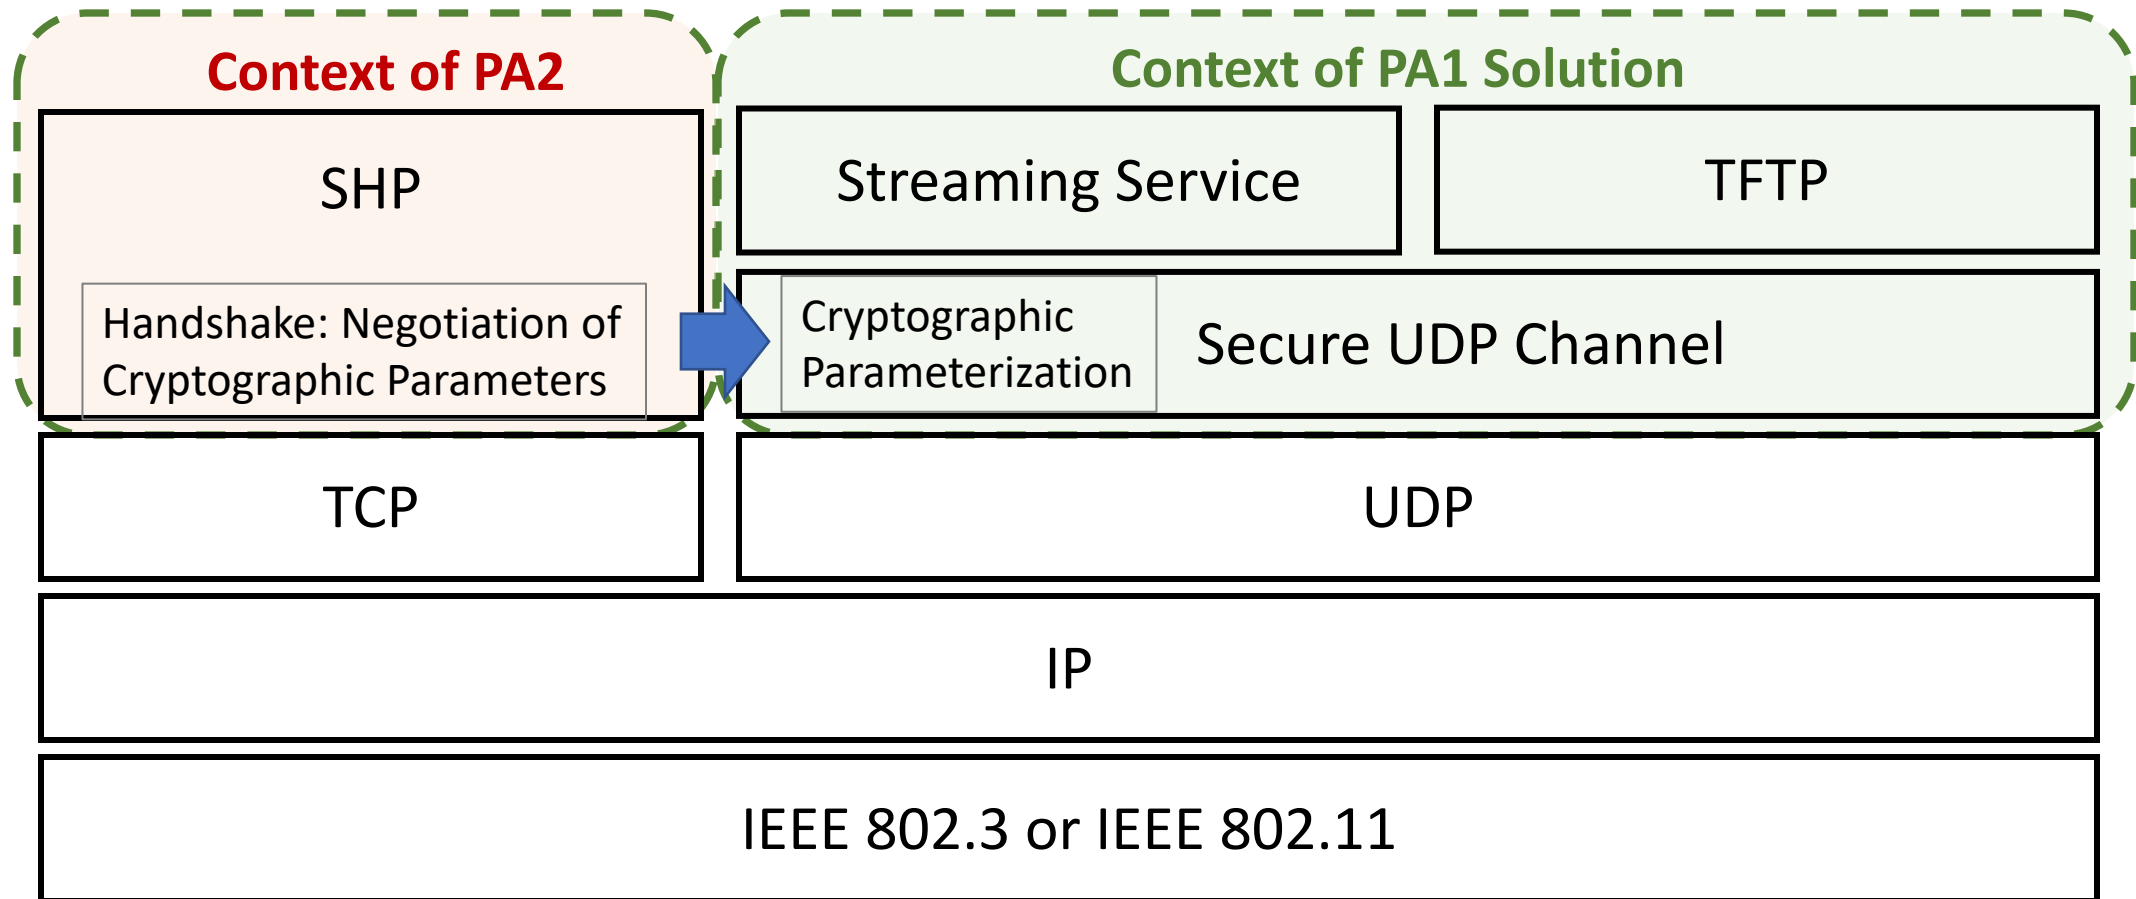 Context of PA2
Context of PA1 Solution
SHP
Streaming Service
TFTP
Handshake: Negotiation of
Cryptographic Parameters
Cryptographic
Parameterization
Secure UDP Channel
TCP
UDP
IP
IEEE 802.3 or IEEE 802.11